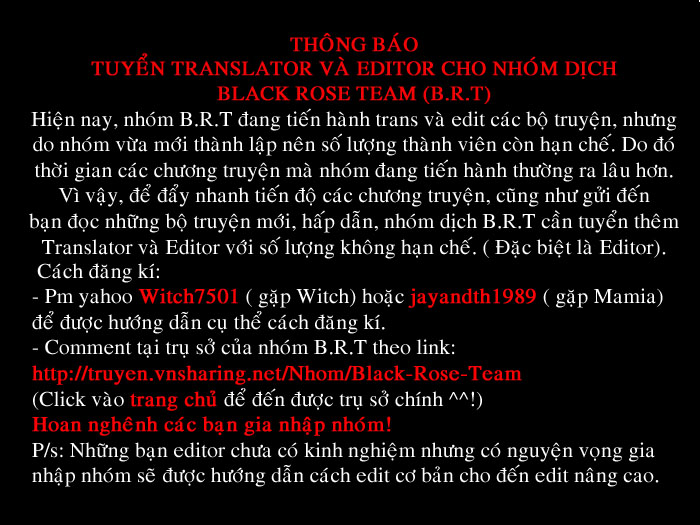 THÔNG BÁO
TUYỂN TRANSLATOR VÀ EDITOR CHO NHÓM DỊCH
BLACK ROSE TEAM (B.R.T)
Hiện nay, nhóm B.R.T đang tiến hành trans và edit các bộ truyện, nhưng
do nhóm vừa mới thành lập nên số lượng thành viên còn hạn chế. Do đó
thời gian các chương truyện mà nhóm đang tiến hành thường ra lâu hơn.
Vì vậy, để đẩy nhanh tiến độ các chương truyện, cũng như gửi đến
bạn đọc những bộ truyện mới, hấp dẫn, nhóm dịch B.R.T cần tuyển thêm
Translator và Editor với số lượng không hạn chế. ( Đặc biệt là Editor).
Cách đăng kí:
- Pm yahoo Witch7501 ( gặp Witch) hoặc jayandth1989 ( gặp Mamia)
để được hướng dẫn cụ thể cách đăng kí.
- Comment tại trụ sở của nhóm B.R.T theo link:
http://truyen.vnsharing.net/Nhom/Black-Rose-Team
(Click vào trang chủ để đến được trụ sở chính ^^!)
Hoan nghênh các bạn gia nhập nhóm!
P/s: Những bạn editor chưa có kinh nghiệm nhưng có nguyện vọng gia
nhập nhóm sẽ được hướng dẫn cách edit cơ bản cho đến edit nâng cao.